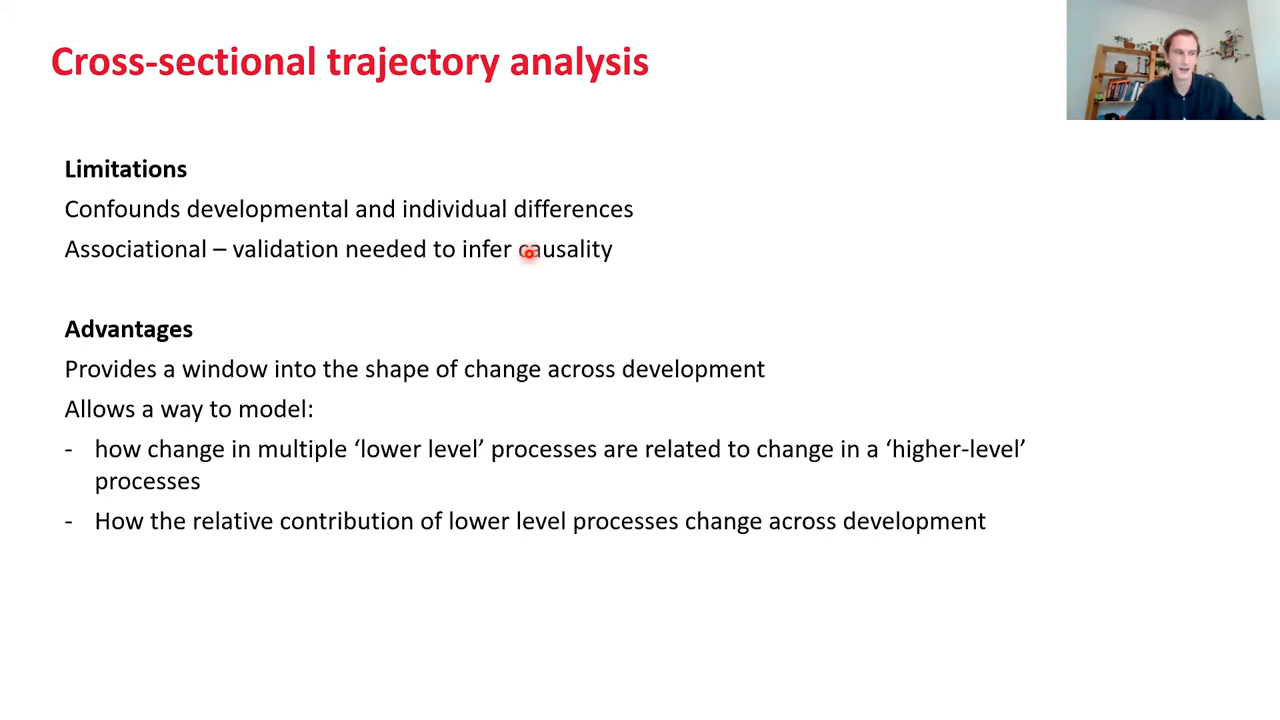 Cross-sectional trajectory analysis
Limitations
Confounds developmental and individual differences
Associational – validation needed to infer causality
Advantages
Provides a window into the shape of change across development
Allows a way to model:
- how change in multiple ‘lower level’ processes are related to change in a ‘higher-level’
processes
- How the relative contribution of lower level processes change across development